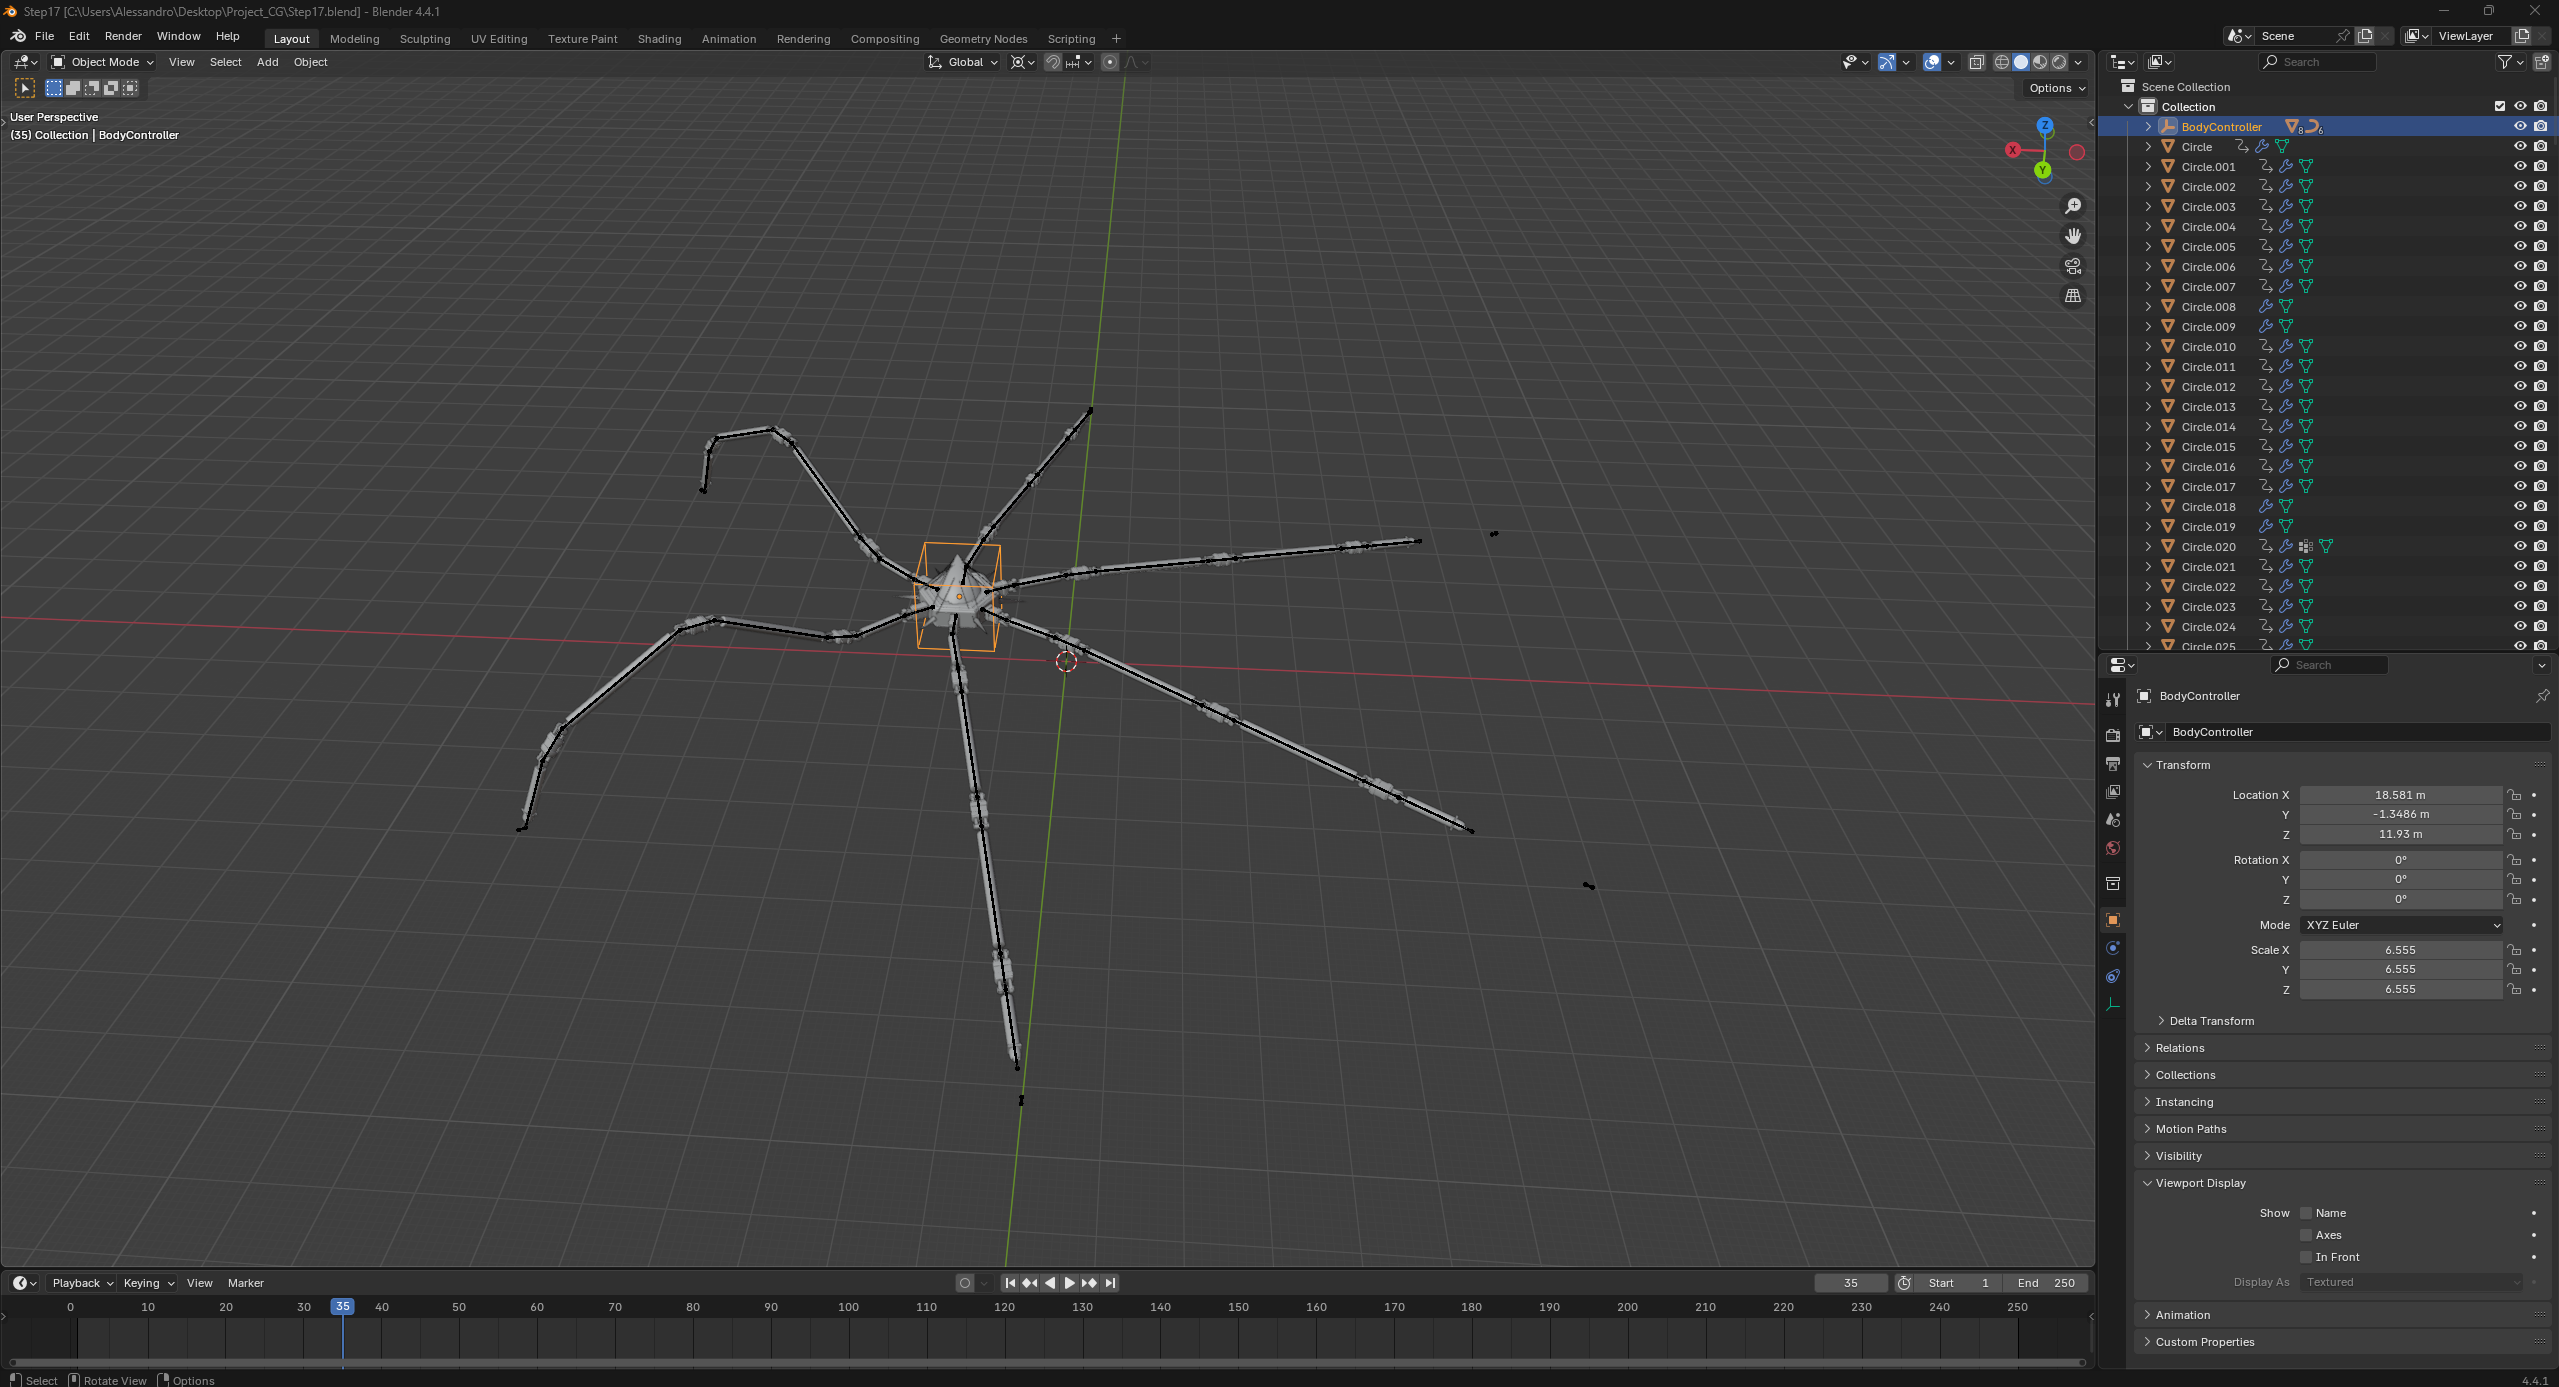 Step17 [C:\Users\Alessandro\Desktop\Project_CG\Step17.blend] - Blender 4.4.1
File Edit Render Window Help Layout Modeling Sculpting UV Editing Texture Paint Shading Animation Rendering Compositing Geometry Nodes Scripting + Scene ViewLayer
Object Mode View Select Add Object Global Search
Options
User Perspective
(35) Collection | BodyController
Z
X
Y
Scene Collection
Collection
BodyController 8 6
Circle
Circle.001
Circle.002
Circle.003
Circle.004
Circle.005
Circle.006
Circle.007
Circle.008
Circle.009
Circle.010
Circle.011
Circle.012
Circle.013
Circle.014
Circle.015
Circle.016
Circle.017
Circle.018
Circle.019
Circle.020
Circle.021
Circle.022
Circle.023
Circle.024
Circle.025
Search
BodyController
BodyController
Transform
Location X 18.581 m
Y -1.3486 m
Z 11.93 m
Rotation X 0°
Y 0°
Z 0°
Mode XYZ Euler
Scale X 6.555
Y 6.555
Z 6.555
Delta Transform
Relations
Collections
Instancing
Motion Paths
Visibility
Viewport Display
Show Name
Axes
In Front
Display As Textured
Animation
Custom Properties
Playback Keying View Marker 35 Start 1 End 250
0 10 20 30 35 40 50 60 70 80 90 100 110 120 130 140 150 160 170 180 190 200 210 220 230 240 250
Select Rotate View Options 4.4.1